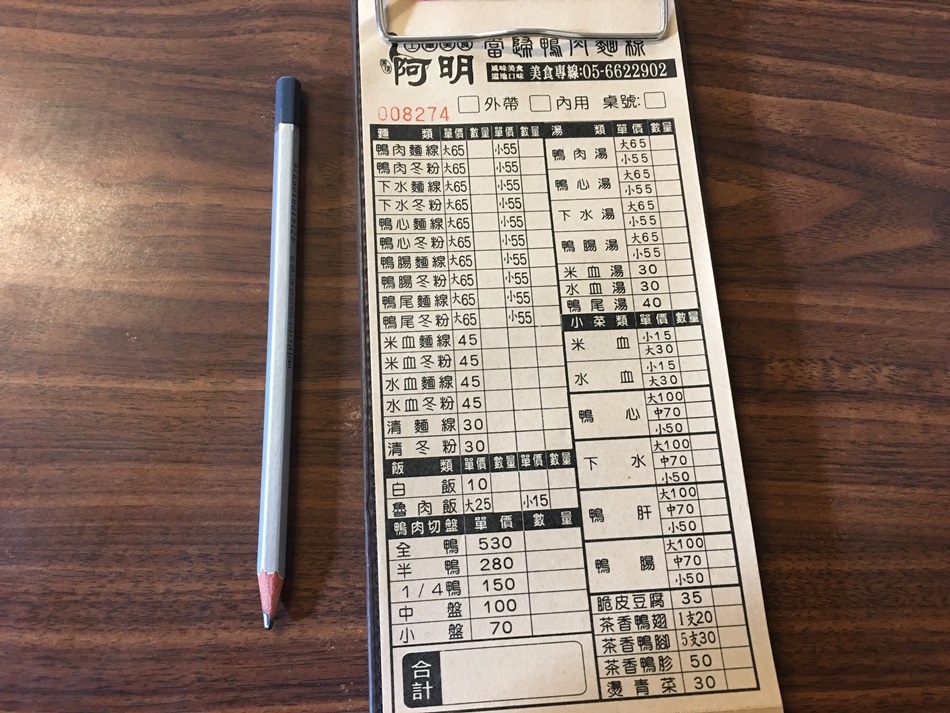 當歸鴨肉麵線
阿明
風味美食
道地口味
美食專線:05-6622902
008274
外帶 內用 桌號:
麵類 單價 數量 單價 數量
鴨肉麵線 大65 小55
鴨肉冬粉 大65 小55
下水麵線 大65 小55
下水冬粉 大65 小55
鴨心麵線 大65 小55
鴨心冬粉 大65 小55
鴨腸麵線 大65 小55
鴨腸冬粉 大65 小55
鴨尾麵線 大65 小55
鴨尾冬粉 大65 小55
米血麵線 45
米血冬粉 45
水血麵線 45
水血冬粉 45
清麵線 30
清冬粉 30
飯類 單價 數量 單價 數量
白飯 10
魯肉飯 大25 小15
鴨肉切盤 單價 數量
全鴨 530
半鴨 280
1/4鴨 150
中盤 100
小盤 70
合計
湯類 單價 數量
鴨肉湯 大65
小55
鴨心湯 大65
小55
下水湯 大65
小55
鴨腸湯 大65
小55
米血湯 30
水血湯 30
鴨尾湯 40
小菜類 單價 數量
米血 小15
大30
水血 小15
大30
鴨心 大100
中70
小50
下水 大100
中70
小50
鴨肝 大100
中70
小50
鴨腸 大100
中70
小50
脆皮豆腐 35
茶香鴨翅 1支20
茶香鴨腳 5支30
茶香鴨胗 50
燙青菜 30